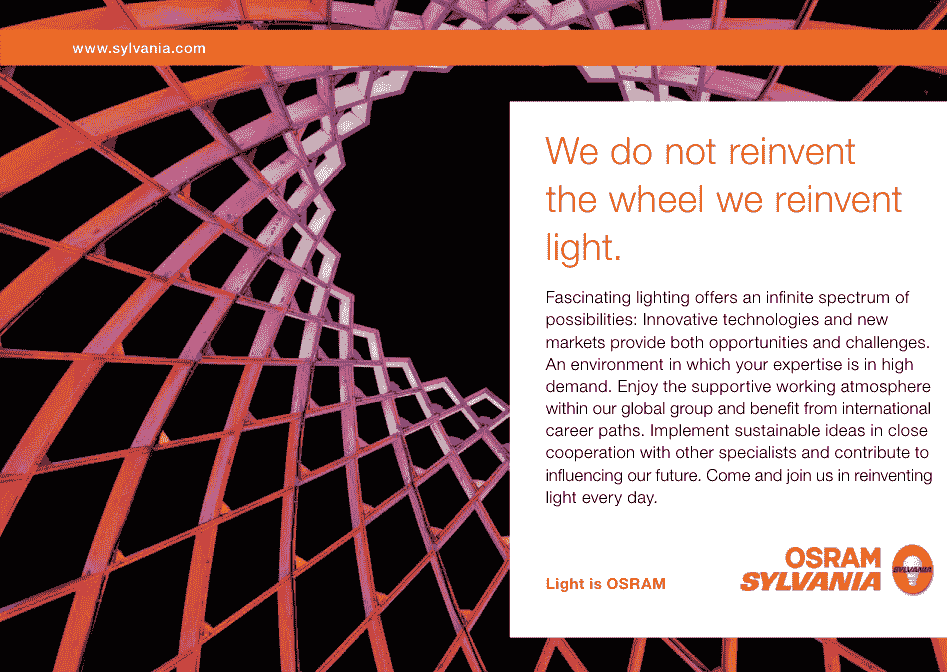 www.sylvania.com
We do not reinvent
the wheel we reinvent
light.
Fascinating lighting offers an infinite spectrum of
possibilities: Innovative technologies and new
markets provide both opportunities and challenges.
An environment in which your expertise is in high
demand. Enjoy the supportive working atmosphere
within our global group and benefit from international
career paths. Implement sustainable ideas in close
cooperation with other specialists and contribute to
influencing our future. Come and join us in reinventing
light every day.
Light is OSRAM
OSRAM
SYLVANIA
SYLVANIA